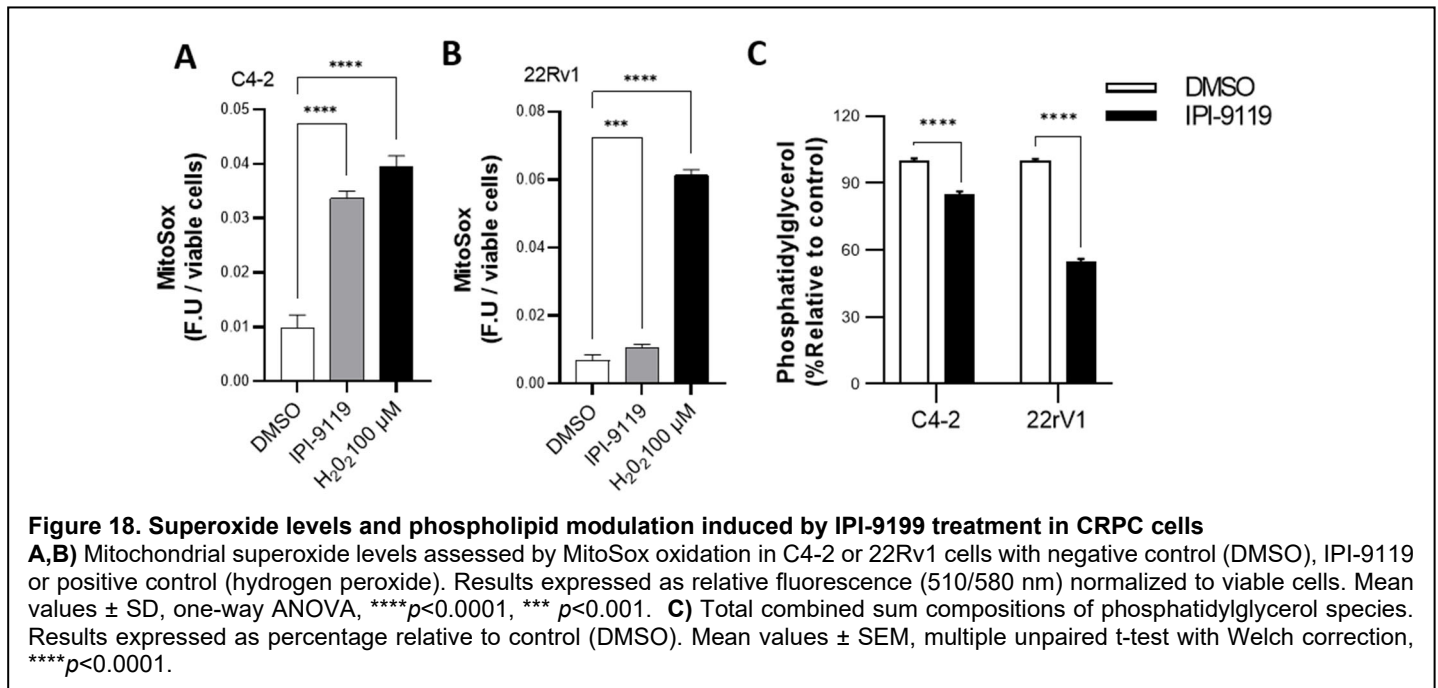 A
C4-2
****
****
MitoSox
(F.U / viable cells)
0.05
0.04
0.03
0.02
0.01
0.00
DMSO
IPI-9119
H₂0₂100 µM
B
22Rv1
****
***
MitoSox
(F.U / viable cells)
0.08
0.06
0.04
0.02
0.00
DMSO
IPI-9119
H₂0₂100 µM
C
DMSO
IPI-9119
****
****
Phosphatidylglycerol
(%Relative to control)
120
90
60
30
0
C4-2
22rV1
Figure 18. Superoxide levels and phospholipid modulation induced by IPI-9199 treatment in CRPC cells
A,B) Mitochondrial superoxide levels assessed by MitoSox oxidation in C4-2 or 22Rv1 cells with negative control (DMSO), IPI-9119
or positive control (hydrogen peroxide). Results expressed as relative fluorescence (510/580 nm) normalized to viable cells. Mean
values ± SD, one-way ANOVA, ****p<0.0001, *** p<0.001. C) Total combined sum compositions of phosphatidylglycerol species.
Results expressed as percentage relative to control (DMSO). Mean values ± SEM, multiple unpaired t-test with Welch correction,
****p<0.0001.